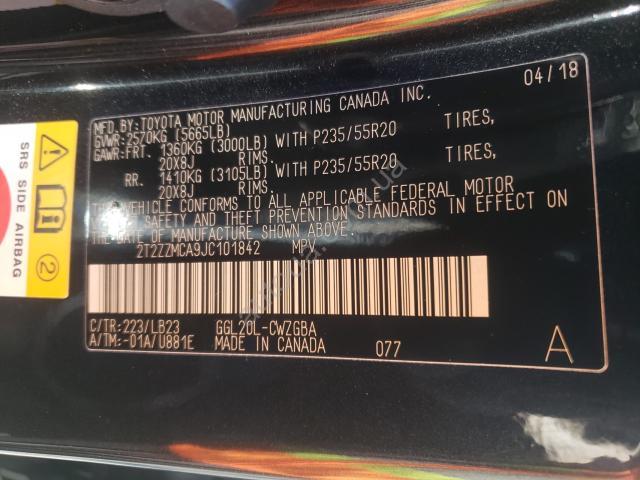 04/18
MFD.BY:TOYOTA MOTOR MANUFACTURING CANADA INC.
GVWR:2570KG (5665LB)
GAWR:FRT. 1360KG (3000LB) WITH P235/55R20 TIRES,
20X8J RIMS.
RR. 1410KG (3105LB) WITH P235/55R20 TIRES,
20X8J RIMS.
THIS VEHICLE CONFORMS TO ALL APPLICABLE FEDERAL MOTOR
VEHICLE SAFETY AND THEFT PREVENTION STANDARDS IN EFFECT ON
THE DATE OF MANUFACTURE SHOWN ABOVE.
2T2ZZMCA9JC101842 MPV
C/TR:223/LB23 GGL20L-CWZGBA
A/TM:-01A/U881E MADE IN CANADA 077 A
SRS SIDE AIRBAG
2